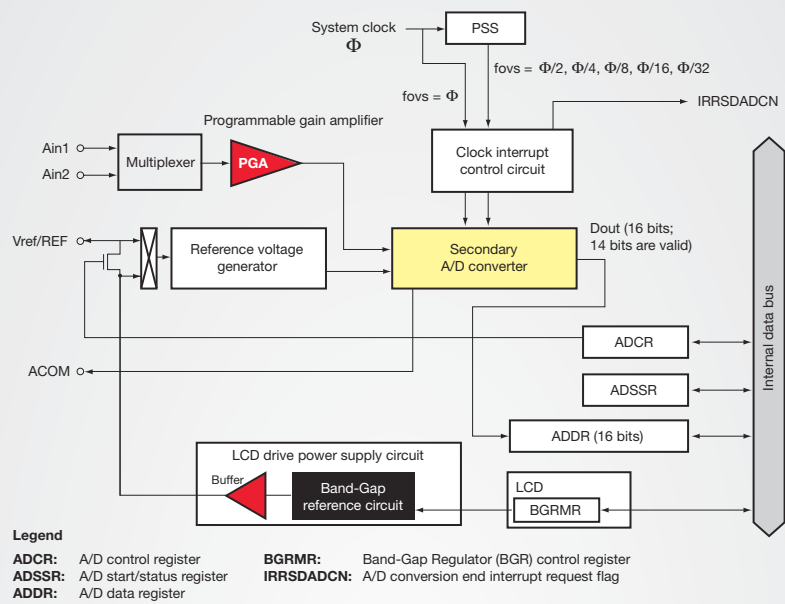 System clock
Φ
PSS
fovs = Φ/2, Φ/4, Φ/8, Φ/16, Φ/32
fovs = Φ
IRRSDADCN
Programmable gain amplifier
Ain1
Ain2
Multiplexer
PGA
Clock interrupt
control circuit
Vref/REF
Reference voltage
generator
Secondary
A/D converter
Dout (16 bits;
14 bits are valid)
Internal data bus
ADCR
ACOM
ADSSR
ADDR (16 bits)
LCD drive power supply circuit
Buffer
Band-Gap
reference circuit
LCD
BGRMR
Legend
ADCR: A/D control register
ADSSR: A/D start/status register
ADDR: A/D data register
BGRMR: Band-Gap Regulator (BGR) control register
IRRSDADCN: A/D conversion end interrupt request flag